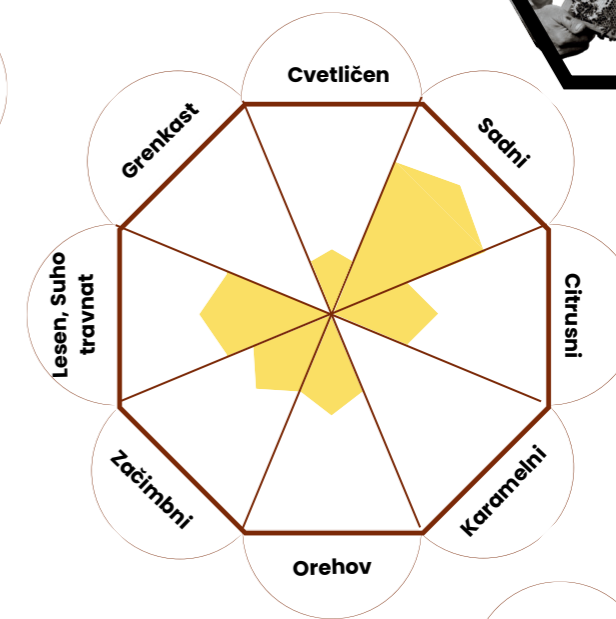 Cvetličen
Sadni
Citrusni
Karamelni
Orehov
Začimbni
Lesen, Suho
travnat
Grenkast